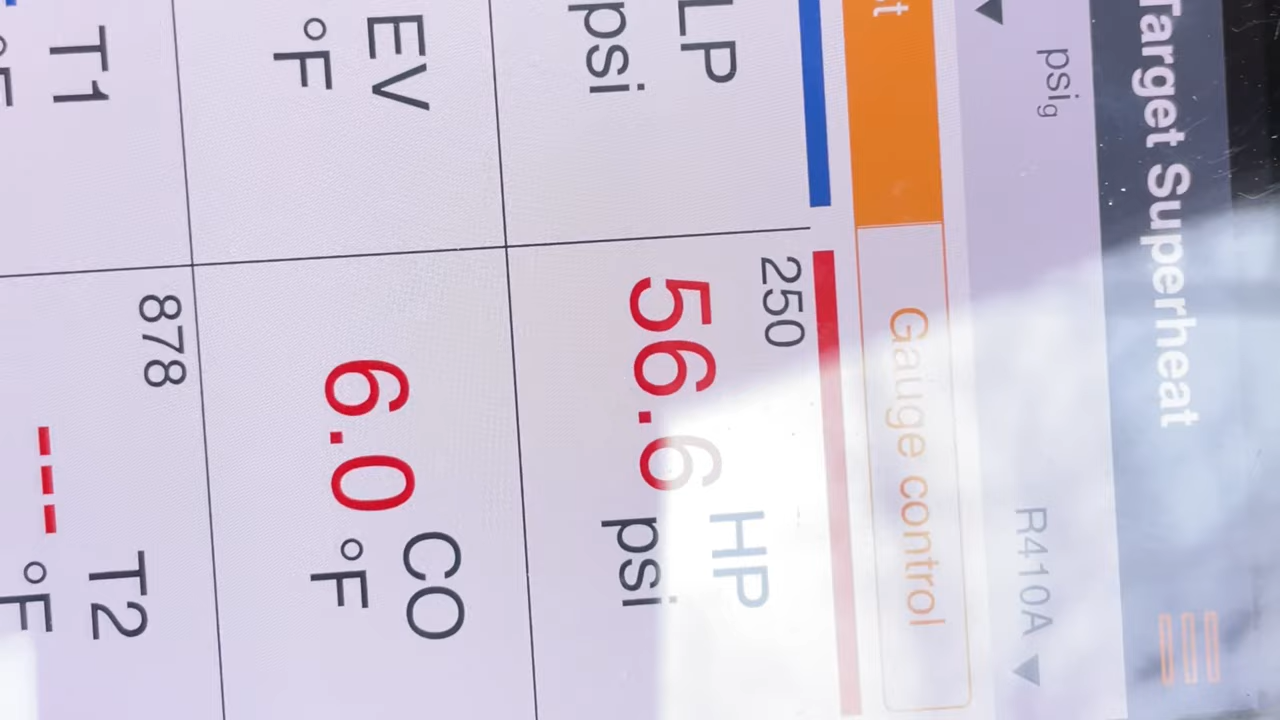 Target Superheat
psig
R410A
Gauge control
LP
psi
250
56.6
HP
psi
EV
°F
6.0
CO
°F
T1
°F
878
---
T2
°F